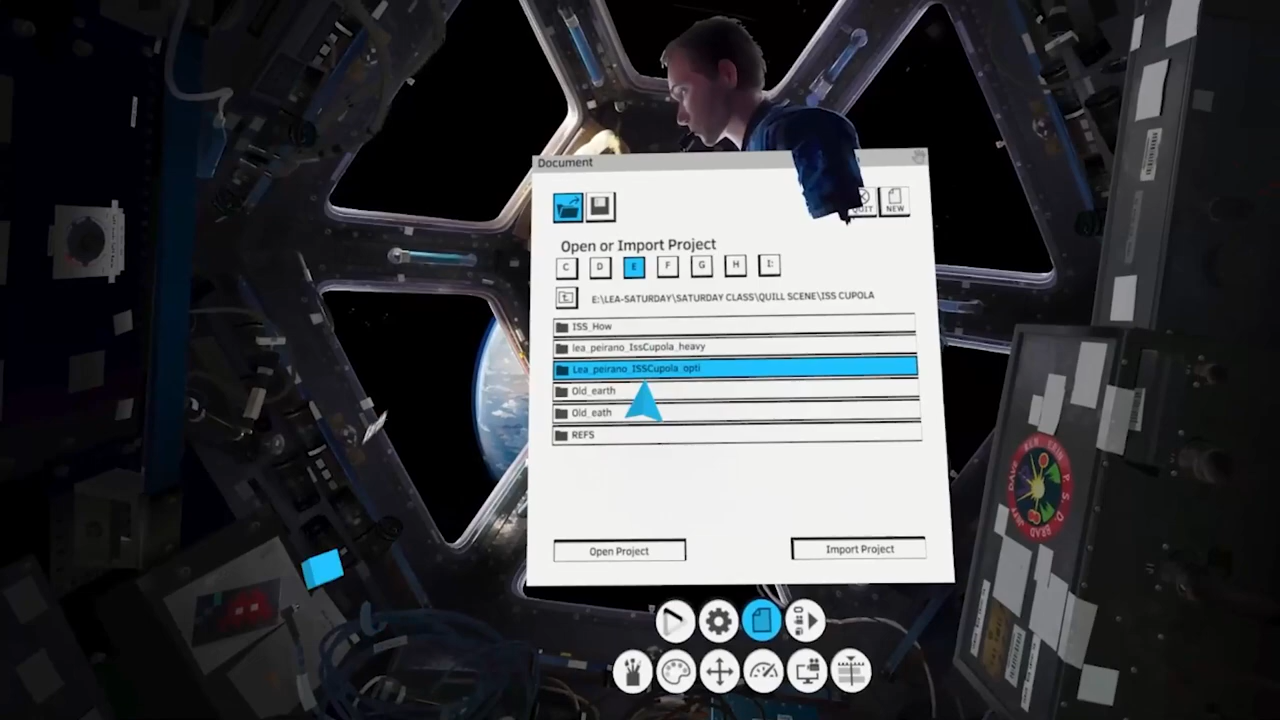 Document
QUIT NEW
Open or Import Project
C D E F G H I:
E:\LEA-SATURDAY\SATURDAY CLASS\QUILL SCENE\ISS CUPOLA
ISS_How
lea_peirano_IssCupola_heavy
Lea_peirano_ISSCupola_opti
Old_earth
Old_eath
REFS
Open Project Import Project